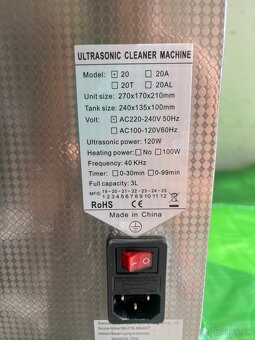 ULTRASONIC CLEANER MACHINE
Model: ☑ 20 ☐ 20A
☐ 20T ☐ 20AL
Unit size: 270x170x210mm
Tank size: 240x135x100mm
Volt: ☑ AC220-240V 50Hz
☐ AC100-120V60Hz
Ultrasonic power: 120W
Heating power: ☐ No ☐ 100W
Frequency: 40 KHz
Timer: ☐ 0-30min ☐ 0-99min
Full capacity: 3L
MFG: 19 - 20 - 21 - 22 - 23 - 24 - 25
1 2 3 4 5 6 7 8 9 10 11 12
RoHS CE
Made in China